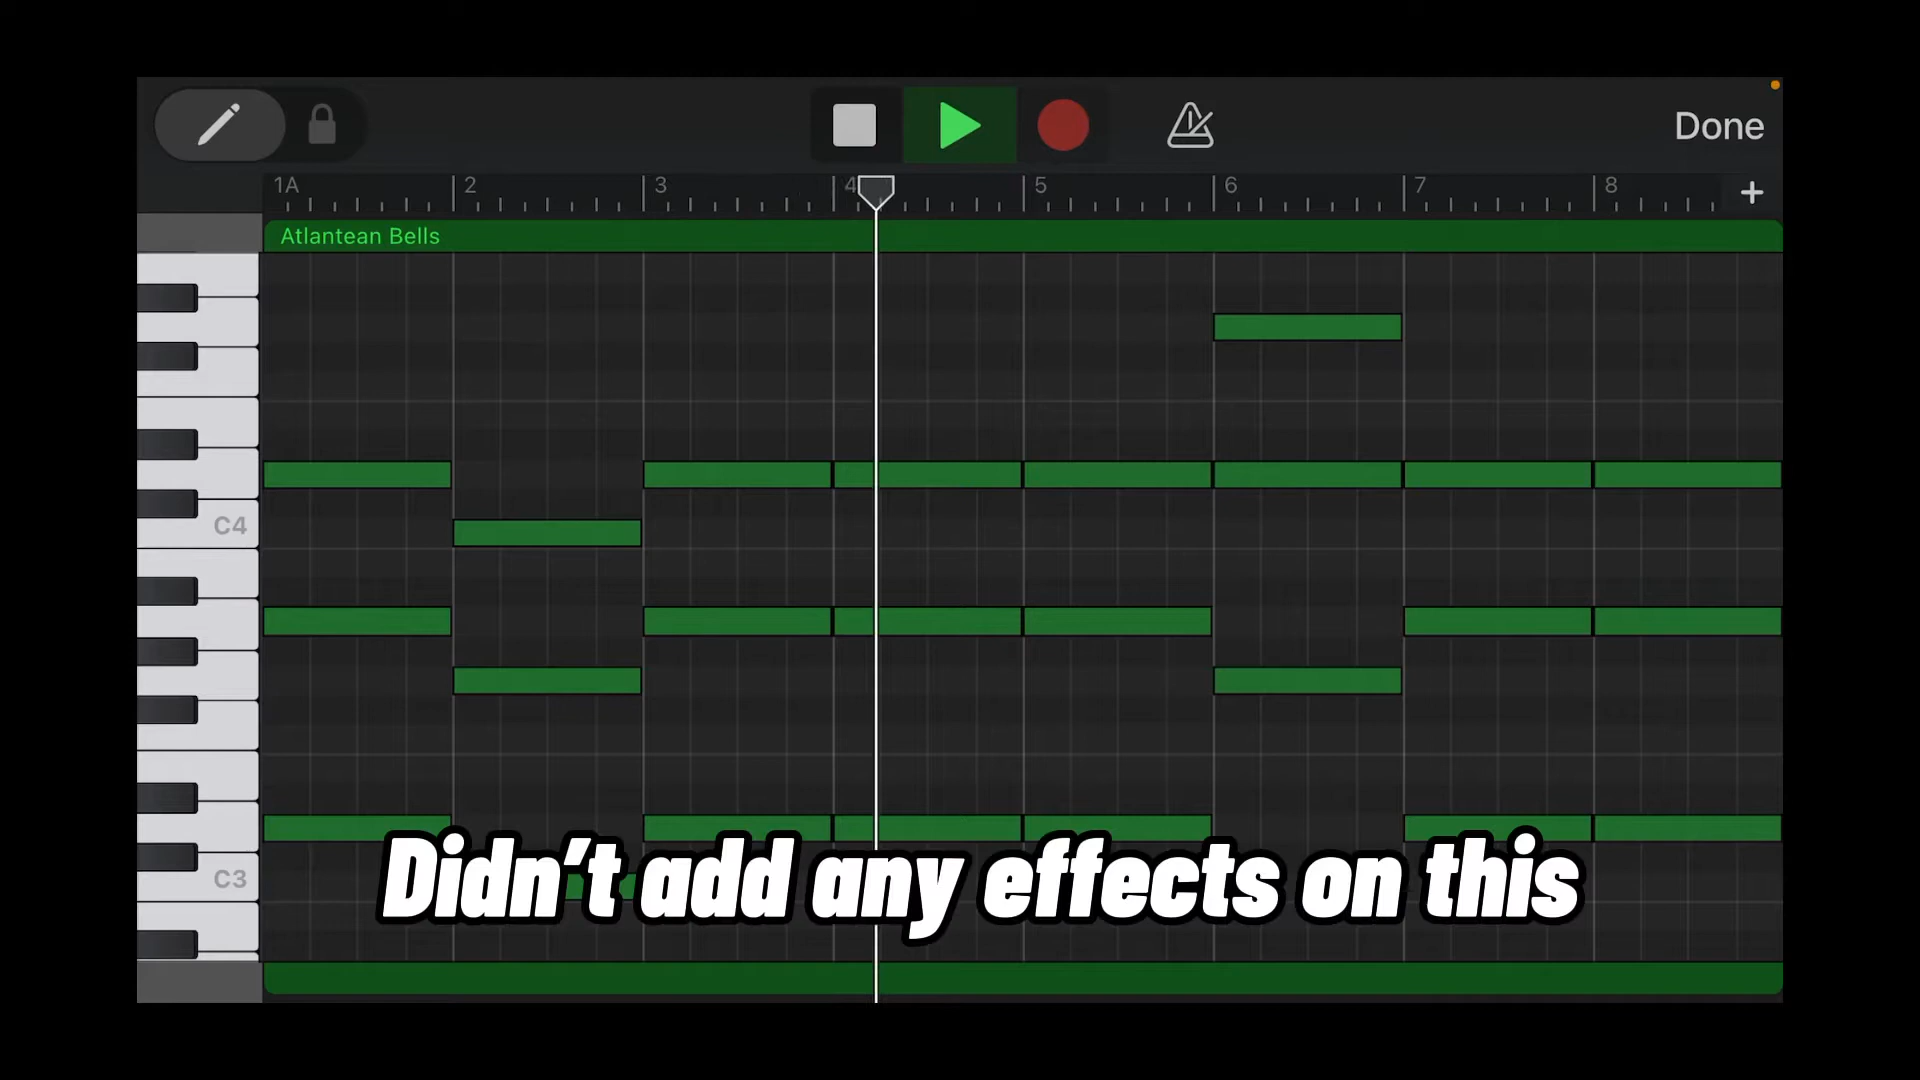 Done
1A 2 3 4 5 6 7 8 +
Atlantean Bells
C4
C3
Didn't add any effects on this